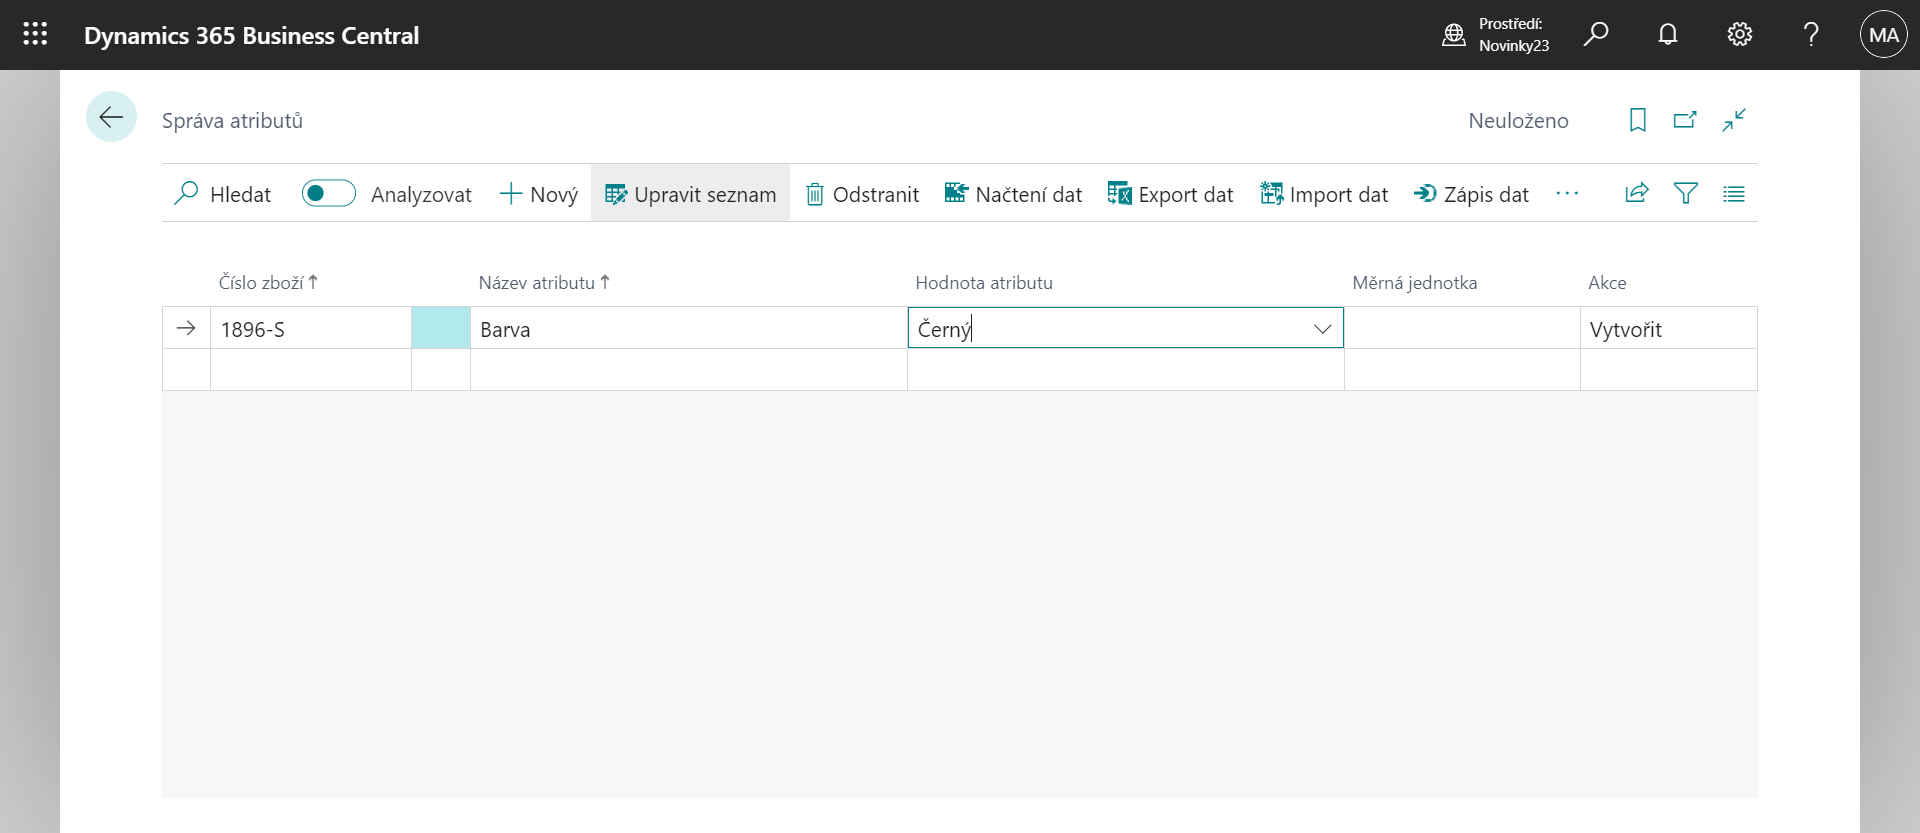 Dynamics 365 Business Central
Prostředí:
Novinky23
MA
Správa atributů
Neuloženo
Hledat Analyzovat Nový Upravit seznam Odstranit Načtení dat Export dat Import dat Zápis dat ···
Číslo zboží↑ Název atributu↑ Hodnota atributu Měrná jednotka Akce
1896-S Barva Černý Vytvořit